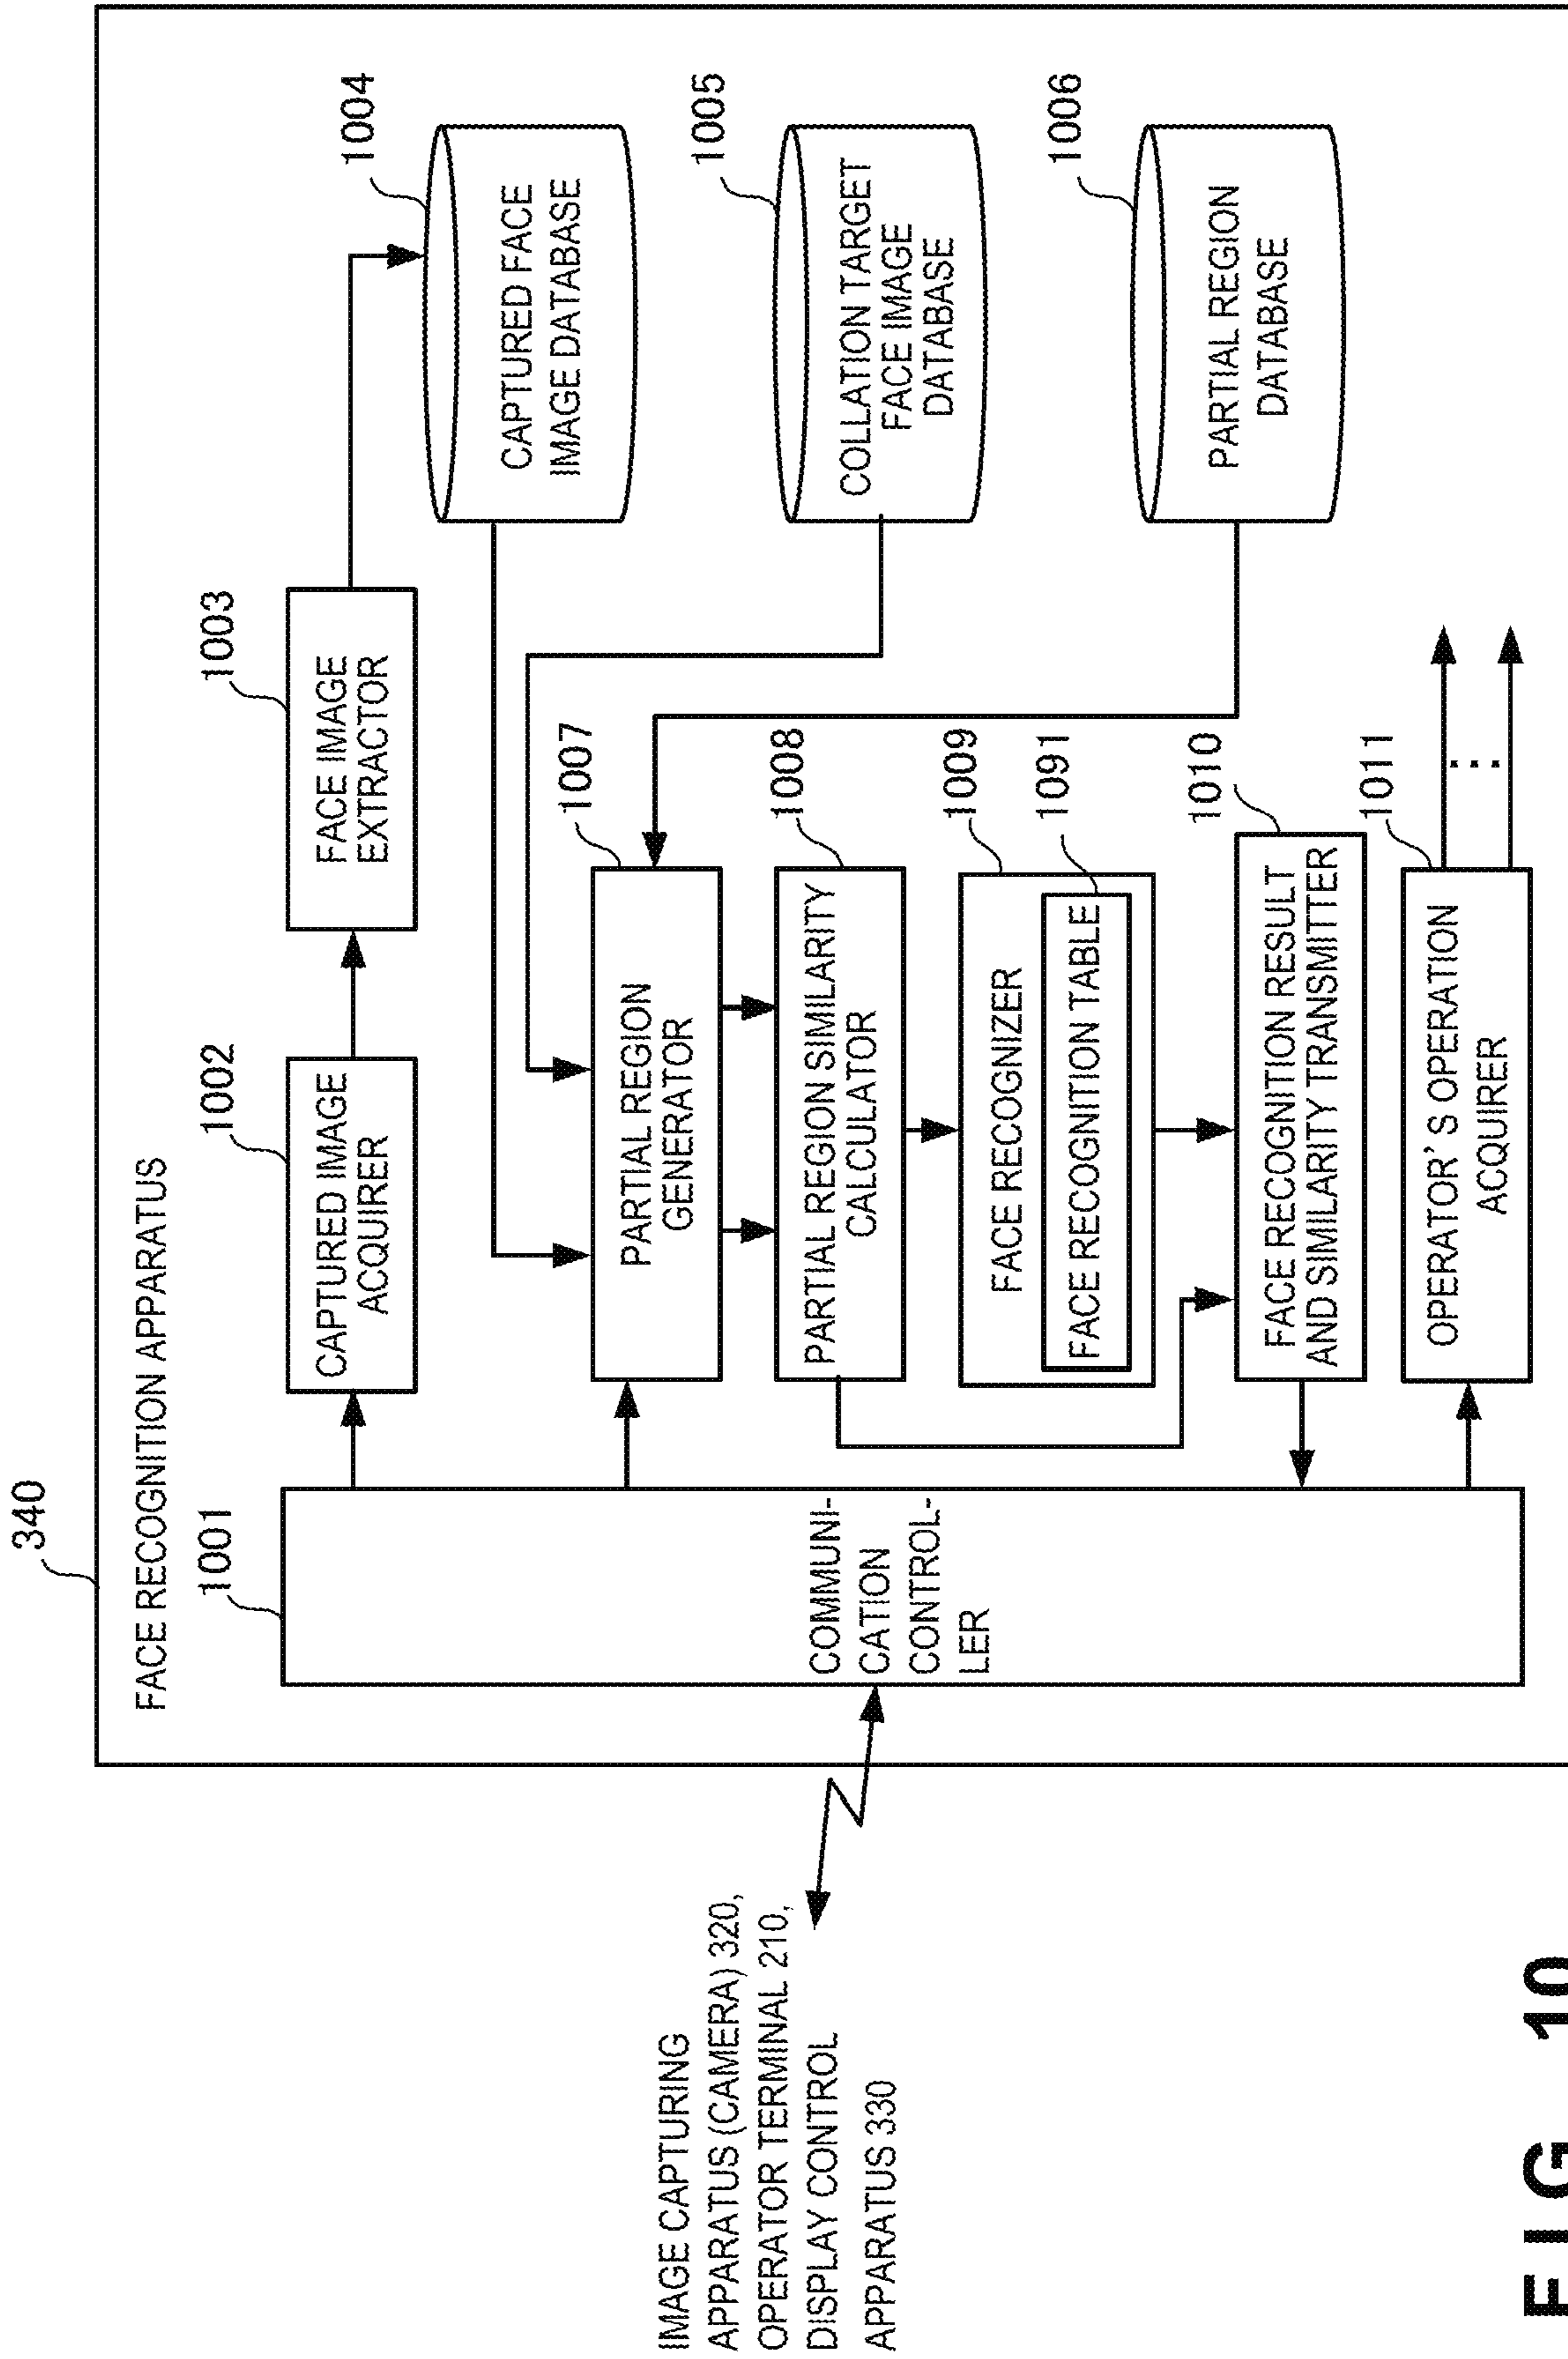 340
FACE RECOGNITION APPARATUS
1001
COMMUNI-
CATION
CONTROL-
LER
IMAGE CAPTURING
APPARATUS (CAMERA) 320,
OPERATOR TERMINAL 210,
DISPLAY CONTROL
APPARATUS 330
1002
CAPTURED IMAGE
ACQUIRER
1003
FACE IMAGE
EXTRACTOR
1004
CAPTURED FACE
IMAGE DATABASE
1005
COLLATION TARGET
FACE IMAGE
DATABASE
1006
PARTIAL REGION
DATABASE
1007
PARTIAL REGION
GENERATOR
1008
PARTIAL REGION SIMILARITY
CALCULATOR
1009
FACE RECOGNIZER
1091
FACE RECOGNITION TABLE
1010
FACE RECOGNITION RESULT
AND SIMILARITY TRANSMITTER
1011
OPERATOR'S OPERATION
ACQUIRER
...
FIG. 10